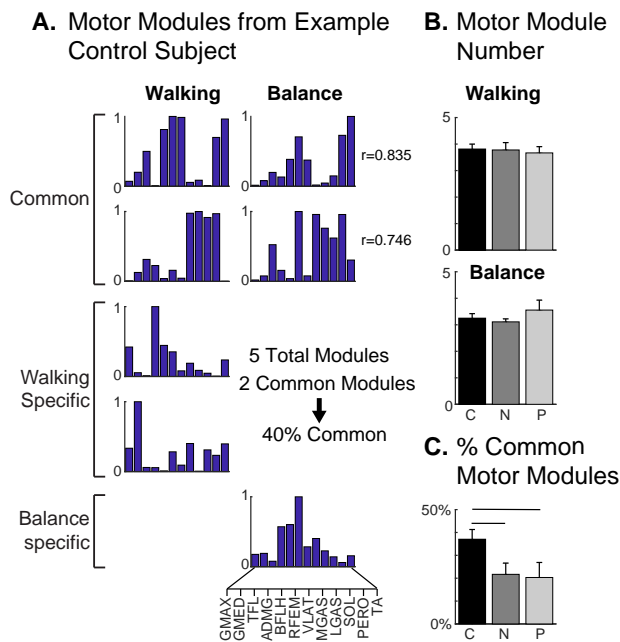 A. Motor Modules from Example
Control Subject
Walking
Balance
Common
1
0
1
0
r=0.835
1
0
1
0
r=0.746
Walking
Specific
1
0
1
0
5 Total Modules
2 Common Modules
40% Common
Balance
specific
1
0
GMAX
GMED
TFL
ADMG
BFLH
RFEM
VLAT
MGAS
LGAS
SOL
PERO
TA
B. Motor Module
Number
Walking
5
0
Balance
5
0
C N P
C. % Common
Motor Modules
50%
0%
C N P